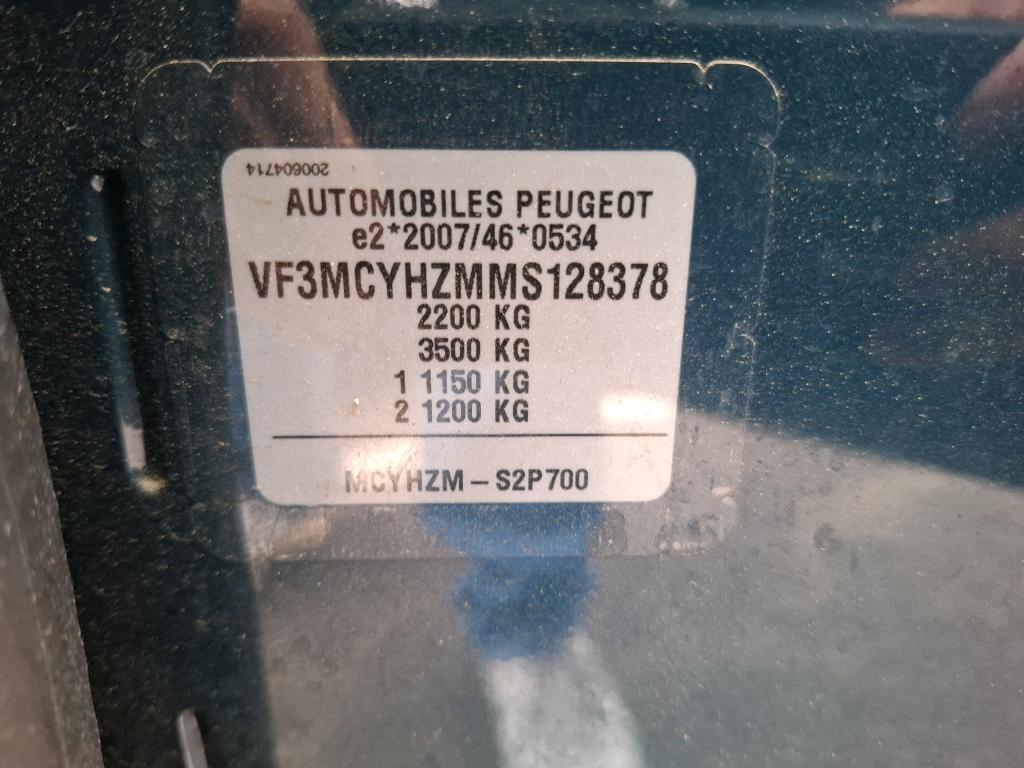 200604714
AUTOMOBILES PEUGEOT
e2*2007/46*0534
VF3MCYHZMMS128378
2200 KG
3500 KG
1 1150 KG
2 1200 KG
MCYHZM – S2P700